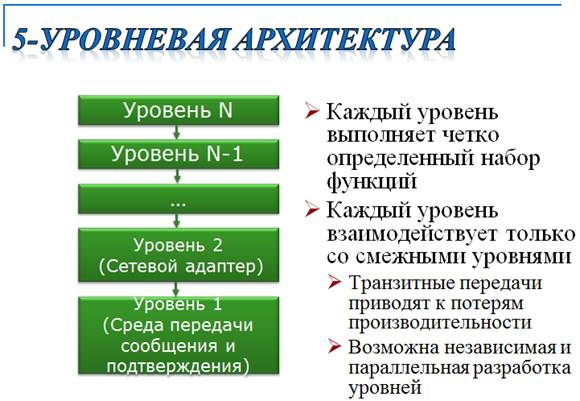 5-УРОВНЕВАЯ АРХИТЕКТУРА
Уровень N
Уровень N-1
...
Уровень 2
(Сетевой адаптер)
Уровень 1
(Среда передачи
сообщения и
подтверждения)
Каждый уровень
выполняет четко
определенный набор
функций
Каждый уровень
взаимодействует только
со смежными уровнями
Транзитные передачи
приводят к потерям
производительности
Возможна независимая и
параллельная разработка
уровней